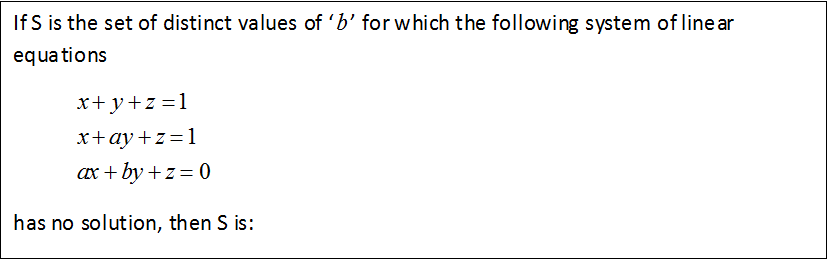 If S is the set of distinct values of ‘b’ for which the following system of linear
equations
x + y + z = 1
x + ay + z = 1
ax + by + z = 0
has no solution, then S is: